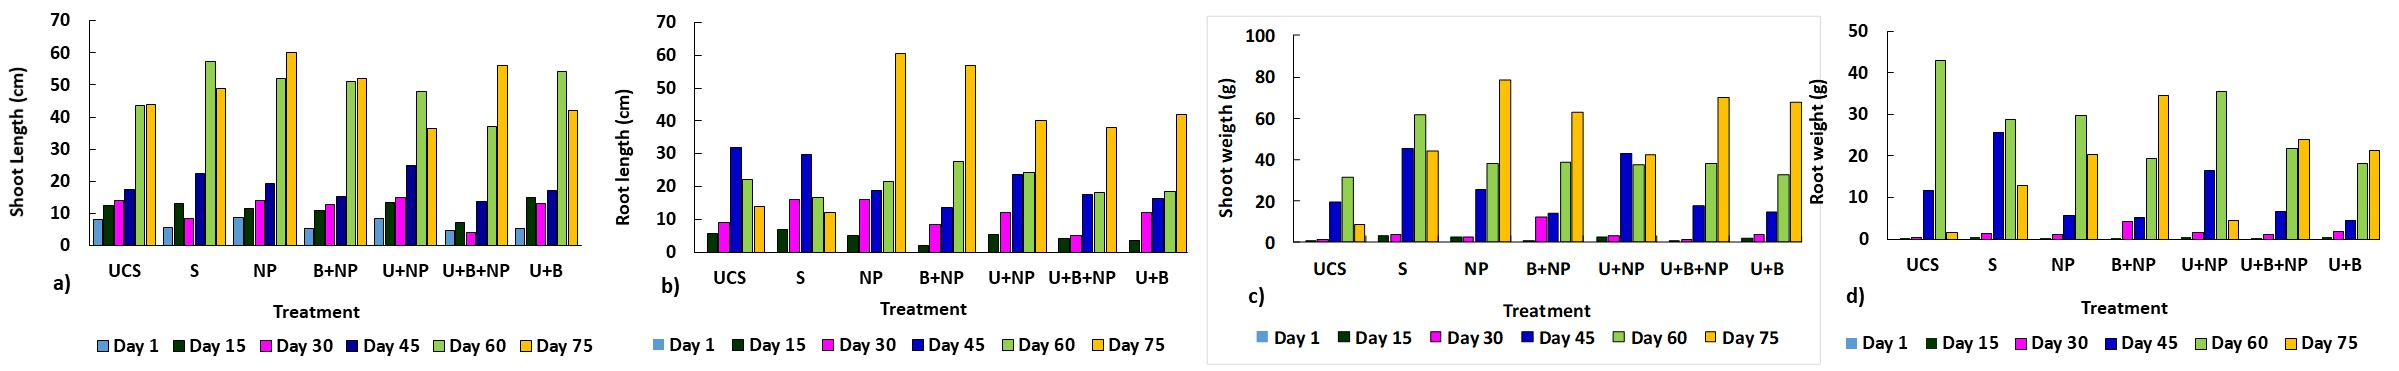 Shoot Length (cm)
70
60
50
40
30
20
10
0
UCS S NP B+NP U+NP U+B+NP U+B
a)
Treatment
Day 1 Day 15 Day 30 Day 45 Day 60 Day 75
Root length (cm)
70
60
50
40
30
20
10
0
UCS S NP B+NP U+NP U+B+NP U+B
b)
Treatment
Day 1 Day 15 Day 30 Day 45 Day 60 Day 75
Shoot weigth (g)
100
80
60
40
20
0
UCS S NP B+NP U+NP U+B+NP U+B
c)
Treatment
Day 1 Day 15 Day 30 Day 45 Day 60 Day 75
Root weight (g)
50
40
30
20
10
0
UCS S NP B+NP U+NP U+B+NP U+B
d)
Treatment
Day 1 Day 15 Day 30 Day 45 Day 60 Day 75